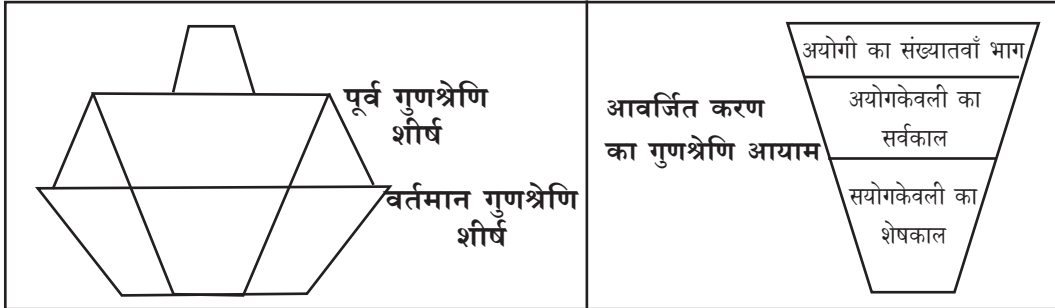 पूर्व गुणश्रेणि
शीर्ष
वर्तमान गुणश्रेणि
शीर्ष
आवर्जित करण
का गुणश्रेणि आयाम
अयोगी का संख्यातवाँ भाग
अयोगकेवली का
सर्वकाल
सयोगकेवली का
शेषकाल